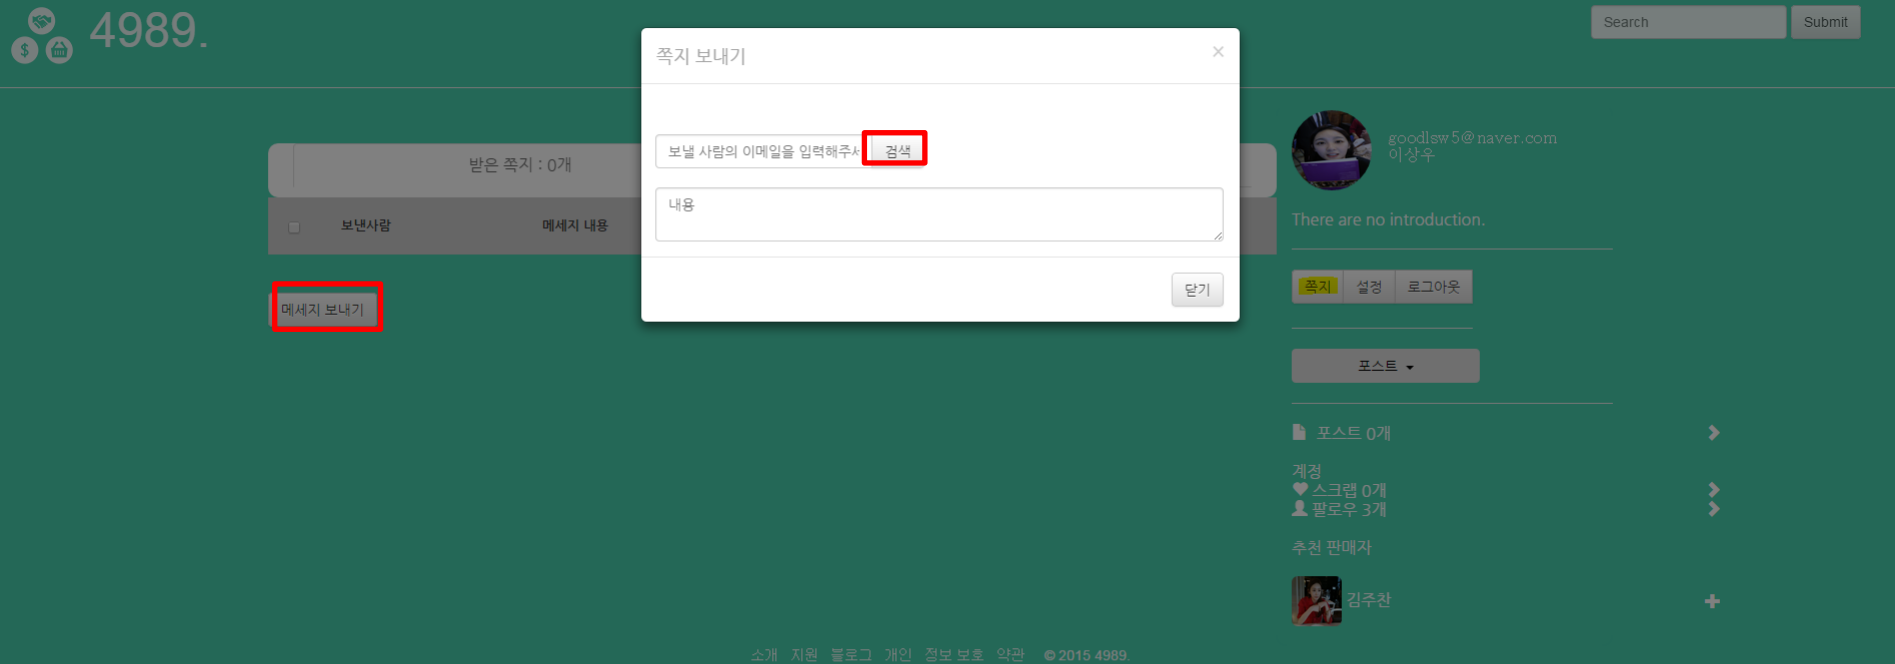 4989.
Search
Submit
쪽지 보내기
×
보낼 사람의 이메일을 입력해주
검색
내용
닫기
받은 쪽지 : 0개
보낸사람
메세지 내용
메세지 보내기
goodlsw5@naver.com
이상우
There are no introduction.
쪽지 설정 로그아웃
포스트
포스트 0개
계정
스크랩 0개
팔로우 3개
추천 판매자
김주찬
소개 지원 블로그 개인 정보 보호 약관 © 2015 4989.